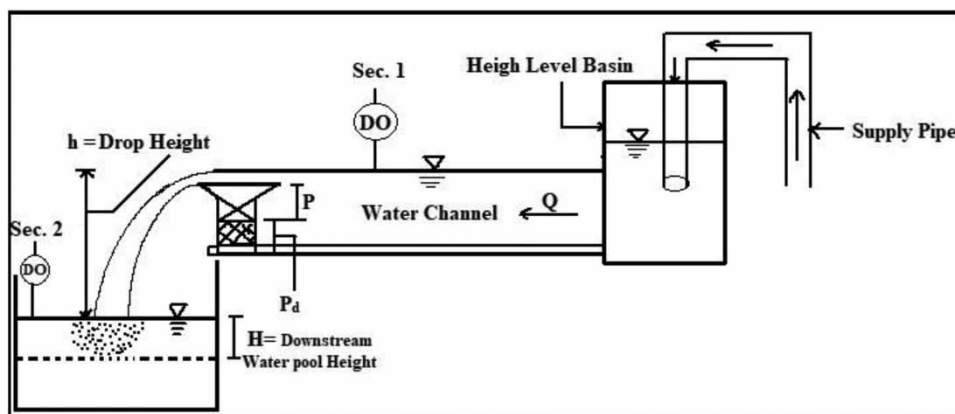 Sec. 1
Heigh Level Basin
DO
h = Drop Height
Supply Pipe
P
Water Channel
Q
Sec. 2
DO
Pd
H= Downstream
Water pool Height